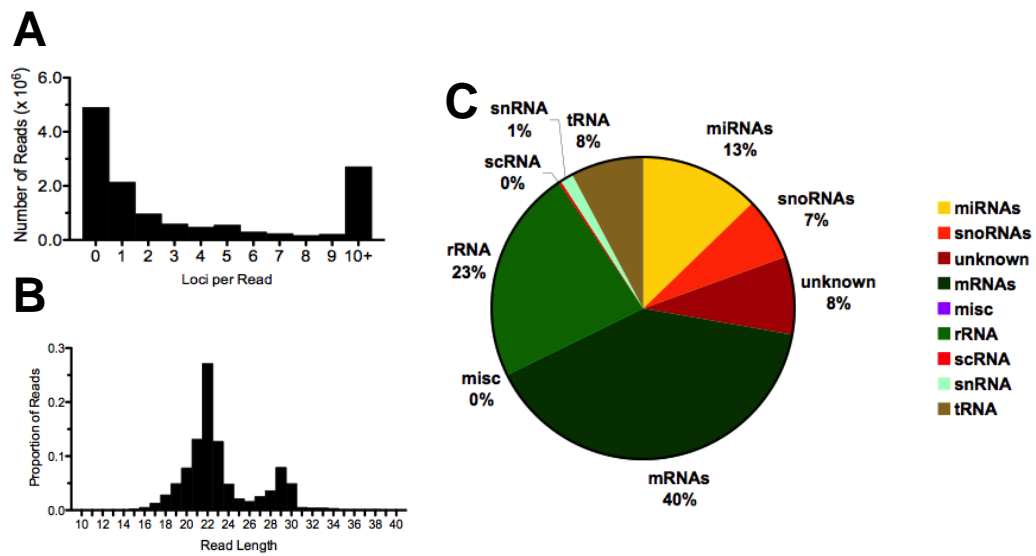 A
Number of Reads (x 10⁶)
6.0
4.0
2.0
0.0
0 1 2 3 4 5 6 7 8 9 10+
Loci per Read
B
Proportion of Reads
0.3
0.2
0.1
0.0
10 12 14 16 18 20 22 24 26 28 30 32 34 36 38 40
Read Length
C
snRNA
1%
tRNA
8%
scRNA
0%
miRNAs
13%
snoRNAs
7%
unknown
8%
rRNA
23%
misc
0%
mRNAs
40%
miRNAs
snoRNAs
unknown
mRNAs
misc
rRNA
scRNA
snRNA
tRNA